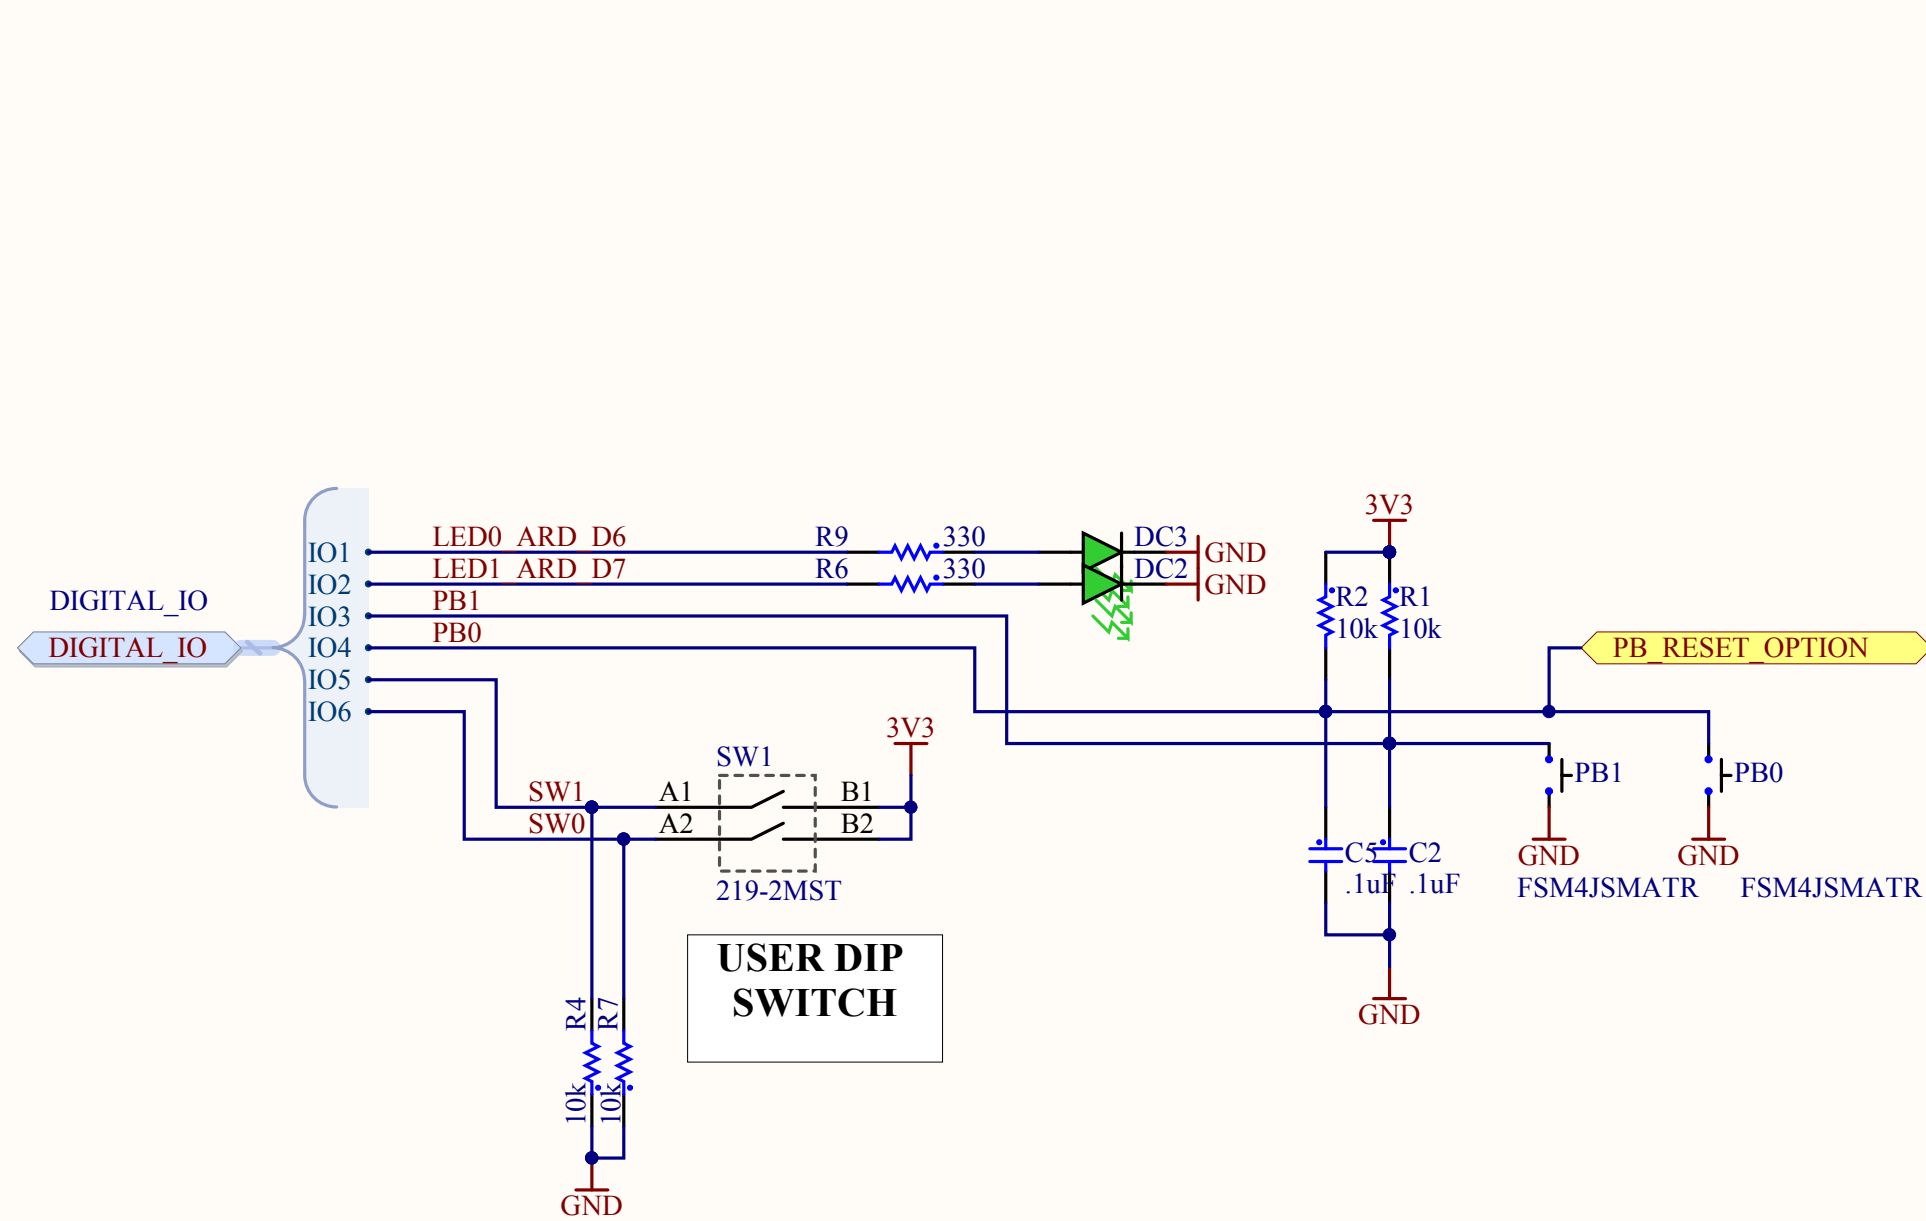 LED0_ARD_D6
R9
330
DC3
GND
IO1
LED1_ARD_D7
R6
330
DC2
GND
IO2
PB1
IO3
PB0
IO4
IO5
IO6
DIGITAL_IO
DIGITAL_IO
3V3
R2
10k
R1
10k
PB_RESET_OPTION
3V3
SW1
SW1
A1
B1
SW0
A2
B2
219-2MST
USER DIP
SWITCH
R4
10k
R7
10k
GND
C5
.1uF
C2
.1uF
GND
PB1
GND
FSM4JSMATR
PB0
GND
FSM4JSMATR